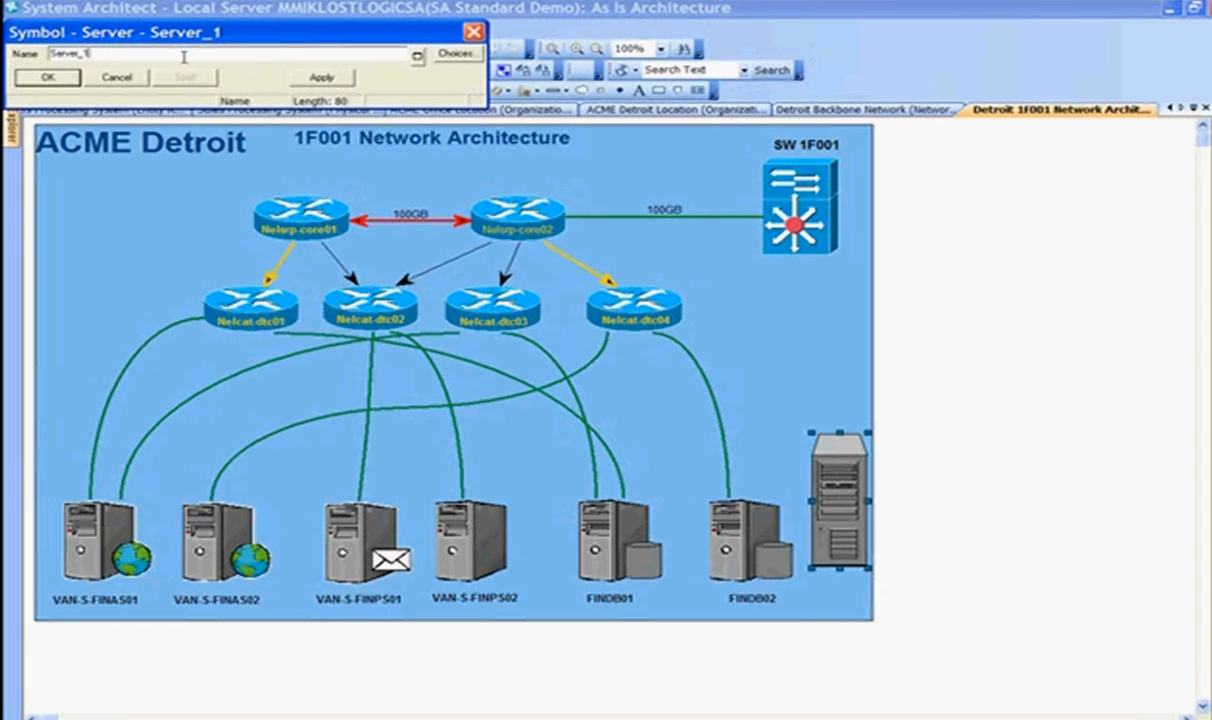 System Architect - Local Server MMIKLOSTLOGICSA(SA Standard Demo): As Is Architecture
Symbol - Server - Server_1
Name Server_1 Choices...
OK Cancel Spell Apply
Name Length: 80
100%
Search Text Search
ACME Detroit Location (Organizati...
Detroit Backbone Network (Networ...
Detroit 1F001 Network Archit...
ACME Detroit
1F001 Network Architecture
SW 1F001
100GB
100GB
Nelsrp-core01
Nelsrp-core02
Nelcat-dtc01
Nelcat-dtc02
Nelcat-dtc03
Nelcat-dtc04
VAN-S-FINAS01
VAN-S-FINAS02
VAN-S-FINPS01
VAN-S-FINPS02
FINDB01
FINDB02